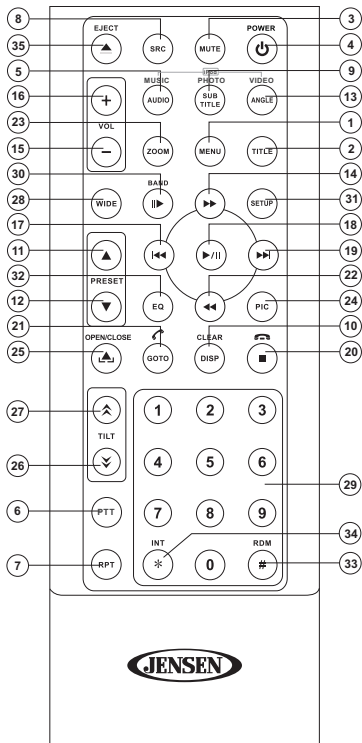 8 3
EJECT POWER
35 SRC MUTE 4
5 9
MUSIC PHOTO VIDEO
16 + AUDIO SUB TITLE ANGLE 13
23 VOL 1
15 − ZOOM MENU TITLE 2
30 BAND 14
28 WIDE SETUP 31
17 18
11 19
32 PRESET 22
12 EQ PIC 24
21 10
OPEN/CLOSE CLEAR
25 GOTO DISP 20
27 1 2 3
TILT
26 4 5 6
29
6 PTT 7 8 9
34
INT RDM
7 RPT * 0 # 33
JENSEN